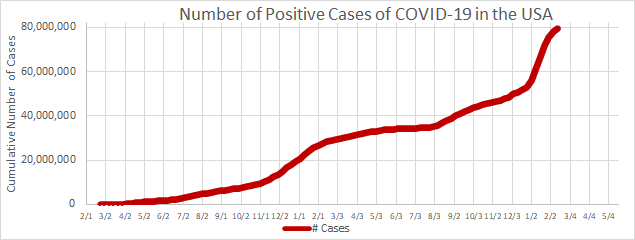 Number of Positive Cases of COVID-19 in the USA
Cumulative Number of Cases
80,000,000
60,000,000
40,000,000
20,000,000
0
2/1 3/2 4/2 5/2 6/2 7/2 8/2 9/2 10/2 11/1 12/2 1/2 2/1 3/3 4/3 5/3 6/3 7/3 8/3 9/3 10/3 11/3 12/3 1/2 2/2 3/4 4/4 5/4
# Cases